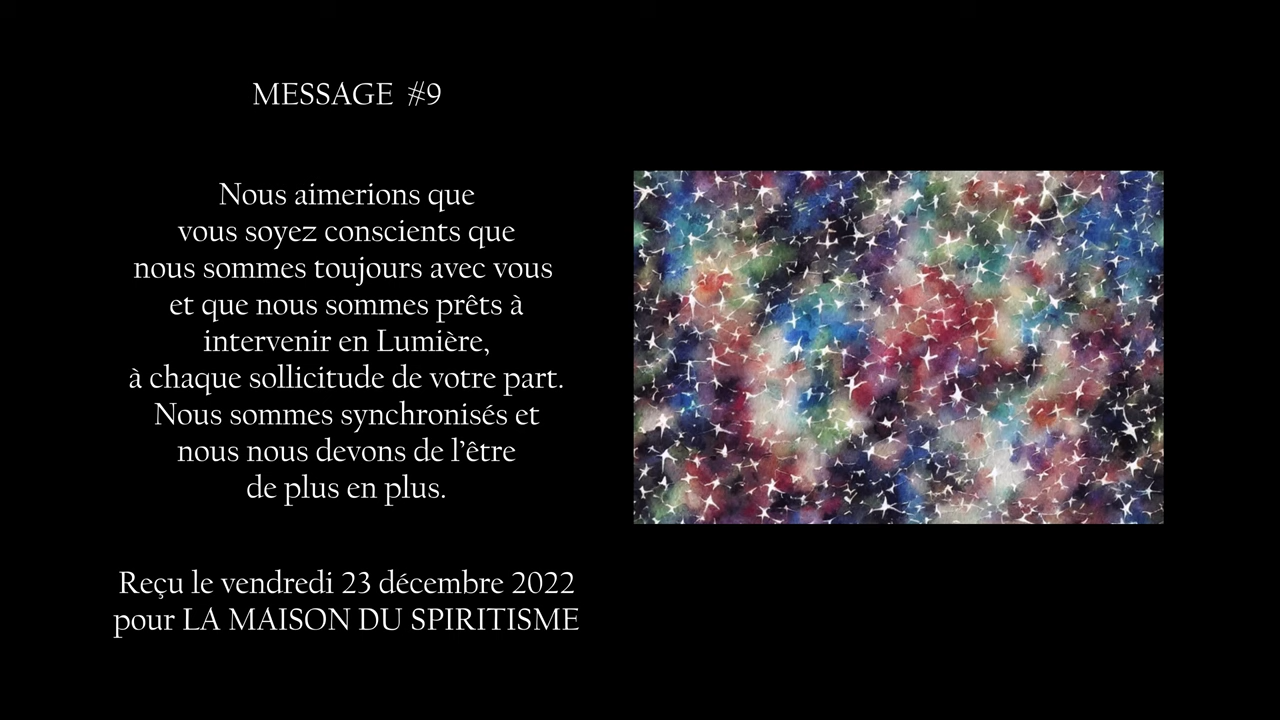 MESSAGE #9
Nous aimerions que
vous soyez conscients que
nous sommes toujours avec vous
et que nous sommes prêts à
intervenir en Lumière,
à chaque sollicitude de votre part.
Nous sommes synchronisés et
nous nous devons de l'être
de plus en plus.
Reçu le vendredi 23 décembre 2022
pour LA MAISON DU SPIRITISME